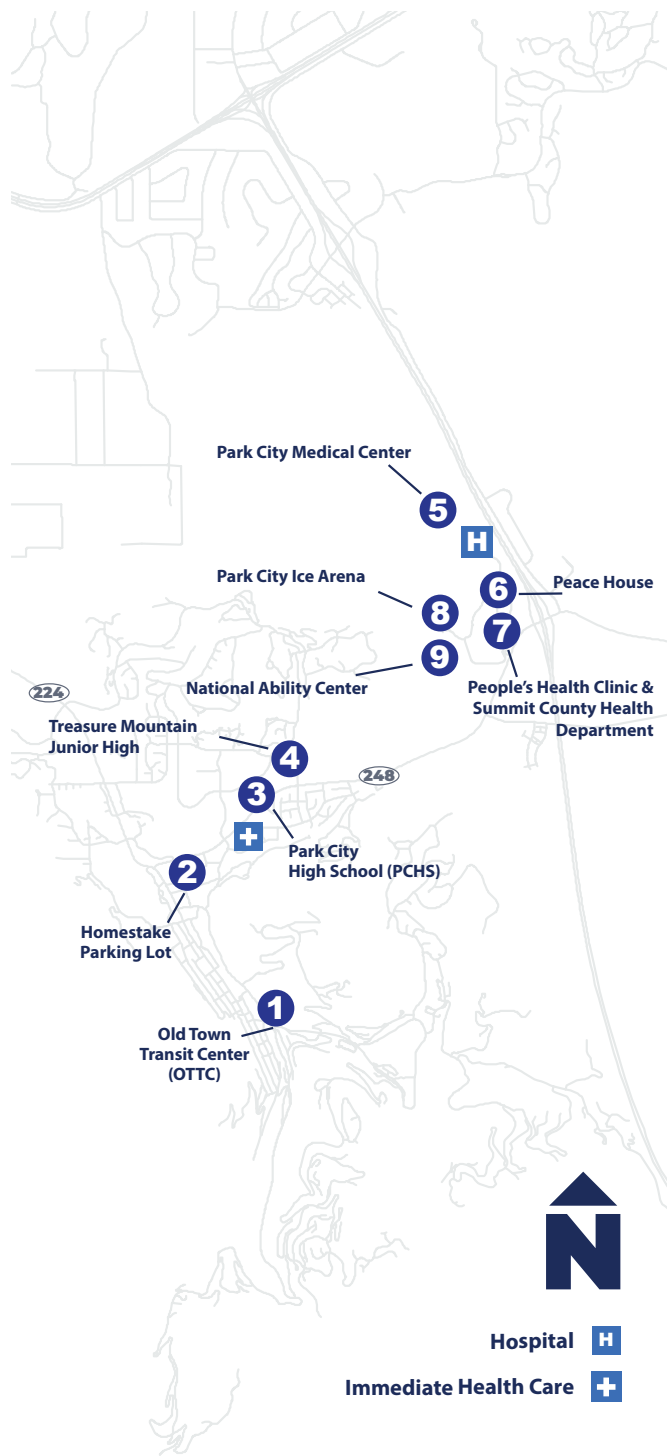 Park City Medical Center
5
H
Park City Ice Arena
6
Peace House
8
7
9
National Ability Center
People's Health Clinic &
Summit County Health
Department
224
Treasure Mountain
Junior High
4
248
3
Park City
High School (PCHS)
2
Homestake
Parking Lot
1
Old Town
Transit Center
(OTTC)
N
Hospital H
Immediate Health Care